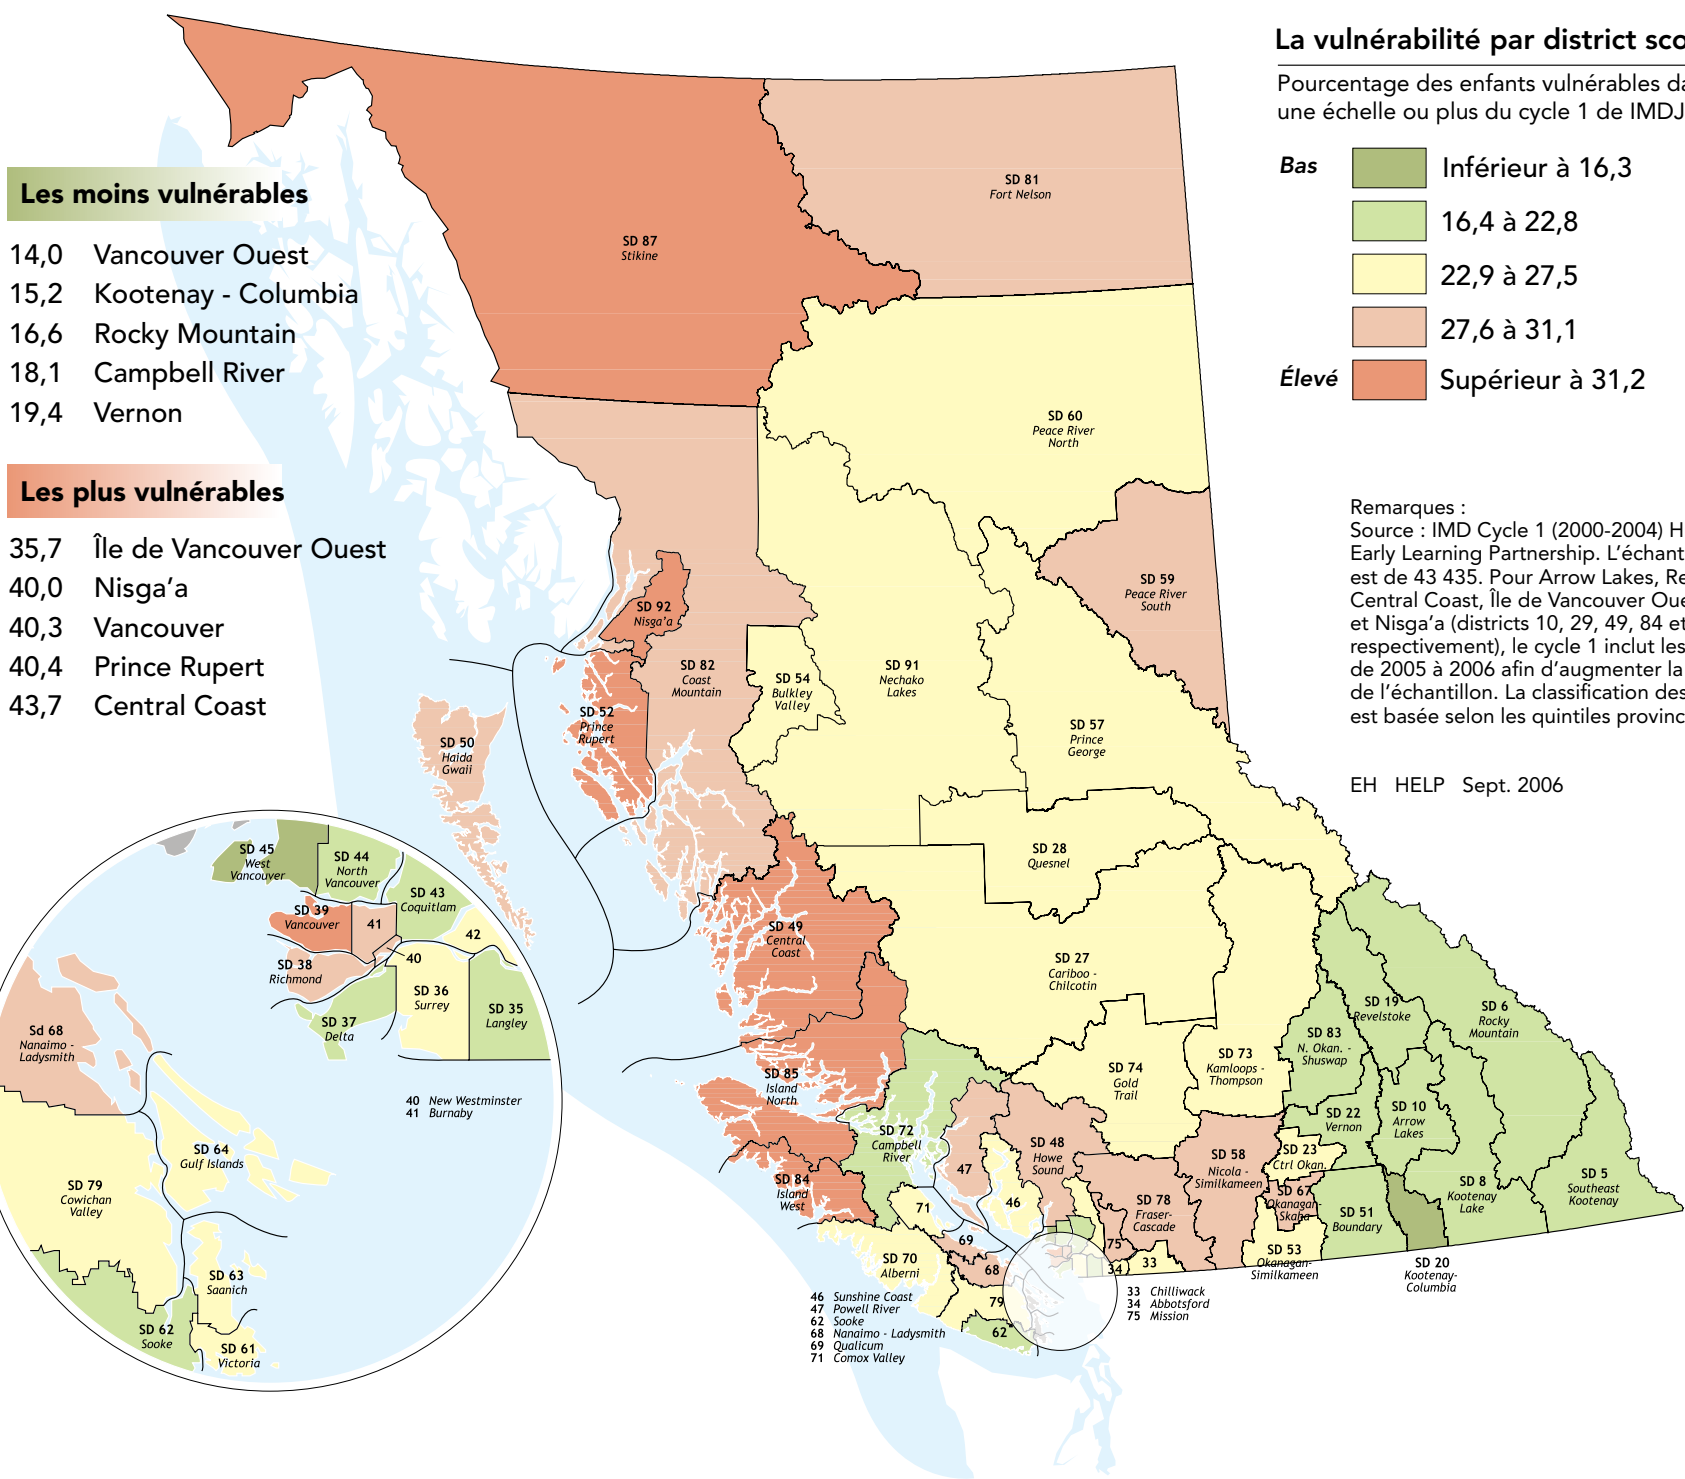 La vulnérabilité par district sco
Pourcentage des enfants vulnérables da
une échelle ou plus du cycle 1 de IMDJ
Bas
Inférieur à 16,3
16,4 à 22,8
22,9 à 27,5
27,6 à 31,1
Élevé
Supérieur à 31,2
Les moins vulnérables
14,0 Vancouver Ouest
15,2 Kootenay - Columbia
16,6 Rocky Mountain
18,1 Campbell River
19,4 Vernon
Les plus vulnérables
35,7 Île de Vancouver Ouest
40,0 Nisga’a
40,3 Vancouver
40,4 Prince Rupert
43,7 Central Coast
Remarques :
Source : IMD Cycle 1 (2000-2004) H
Early Learning Partnership. L’échant
est de 43 435. Pour Arrow Lakes, Re
Central Coast, Île de Vancouver Oue
et Nisga’a (districts 10, 29, 49, 84 et
respectivement), le cycle 1 inclut les
de 2005 à 2006 afin d’augmenter la
de l’échantillon. La classification des
est basée selon les quintiles provinc
EH HELP Sept. 2006
SD 81
Fort Nelson
SD 87
Stikine
SD 60
Peace River
North
SD 59
Peace River
South
SD 92
Nisga’a
SD 82
Coast
Mountain
SD 54
Bulkley
Valley
SD 91
Nechako
Lakes
SD 52
Prince
Rupert
SD 57
Prince
George
SD 50
Haida
Gwaii
SD 28
Quesnel
SD 49
Central
Coast
SD 27
Cariboo -
Chilcotin
SD 19
Revelstoke
SD 6
Rocky
Mountain
SD 83
N. Okan. -
Shuswap
SD 73
Kamloops -
Thompson
SD 74
Gold
Trail
SD 85
Island
North
SD 72
Campbell
River
SD 22
Vernon
SD 10
Arrow
Lakes
SD 48
Howe
Sound
SD 58
Nicola -
Similkameen
SD 23
Ctrl Okan.
47
SD 84
Island
West
46
71
SD 78
Fraser-
Cascade
SD 67
Okanagan-
Skaha
SD 51
Boundary
SD 8
Kootenay
Lake
SD 5
Southeast
Kootenay
69
75
SD 70
Alberni
68
34
33
SD 53
Okanagan-
Similkameen
SD 20
Kootenay-
Columbia
79
62
46 Sunshine Coast
47 Powell River
62 Sooke
68 Nanaimo - Ladysmith
69 Qualicum
71 Comox Valley
33 Chilliwack
34 Abbotsford
75 Mission
SD 45
West
Vancouver
SD 44
North
Vancouver
SD 43
Coquitlam
SD 39
Vancouver
41
42
40
SD 38
Richmond
SD 36
Surrey
SD 35
Langley
SD 37
Delta
Sd 68
Nanaimo -
Ladysmith
40 New Westminster
41 Burnaby
SD 64
Gulf Islands
SD 79
Cowichan
Valley
SD 63
Saanich
SD 62
Sooke
SD 61
Victoria